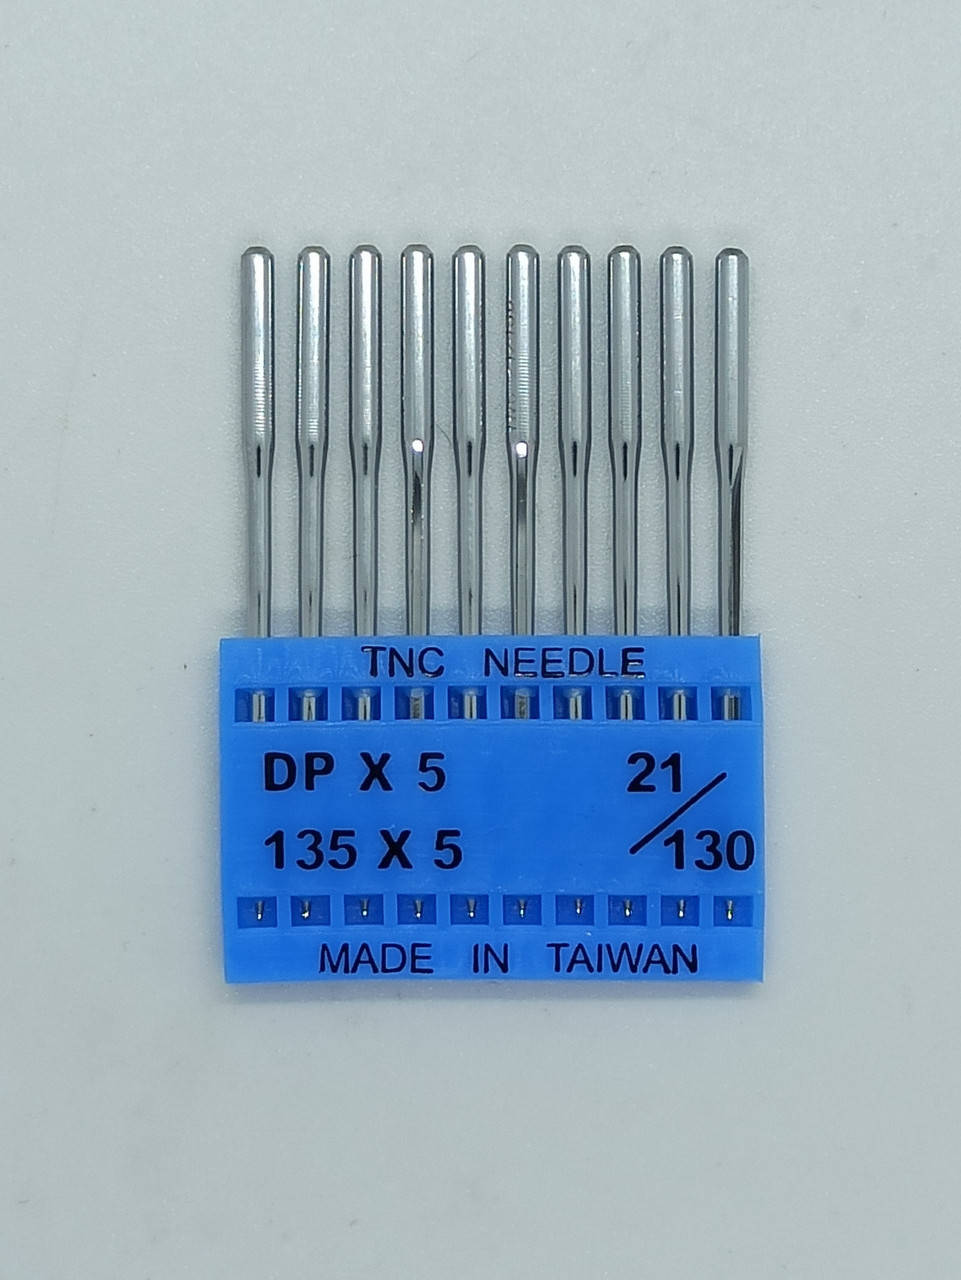 TNC NEEDLE
DP X 5 21/130
135 X 5
MADE IN TAIWAN